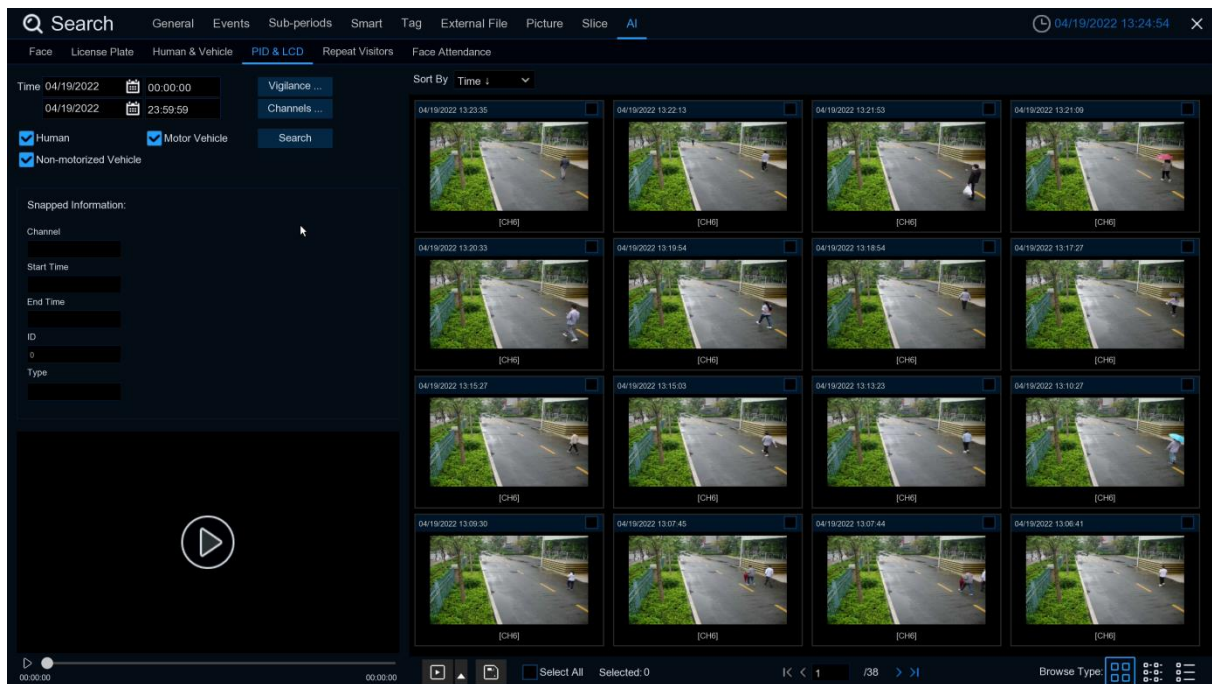 Search General Events Sub-periods Smart Tag External File Picture Slice AI 04/19/2022 13:24:54
Face License Plate Human & Vehicle PID & LCD Repeat Visitors Face Attendance
Time 04/19/2022 00:00:00 Vigilance ...
04/19/2022 23:59:59 Channels ...
Human Motor Vehicle Search
Non-motorized Vehicle
Snapped Information:
Channel
Start Time
End Time
ID
0
Type
00:00:00 00:00:00
Sort By Time ↓
04/19/2022 13:23:35 04/19/2022 13:22:13 04/19/2022 13:21:53 04/19/2022 13:21:09
[CH6] [CH6] [CH6] [CH6]
04/19/2022 13:20:33 04/19/2022 13:19:54 04/19/2022 13:18:54 04/19/2022 13:17:27
[CH6] [CH6] [CH6] [CH6]
04/19/2022 13:15:27 04/19/2022 13:15:03 04/19/2022 13:13:23 04/19/2022 13:10:27
[CH6] [CH6] [CH6] [CH6]
04/19/2022 13:09:30 04/19/2022 13:07:45 04/19/2022 13:07:44 04/19/2022 13:06:41
[CH6] [CH6] [CH6] [CH6]
Select All Selected: 0 1 /38 Browse Type: